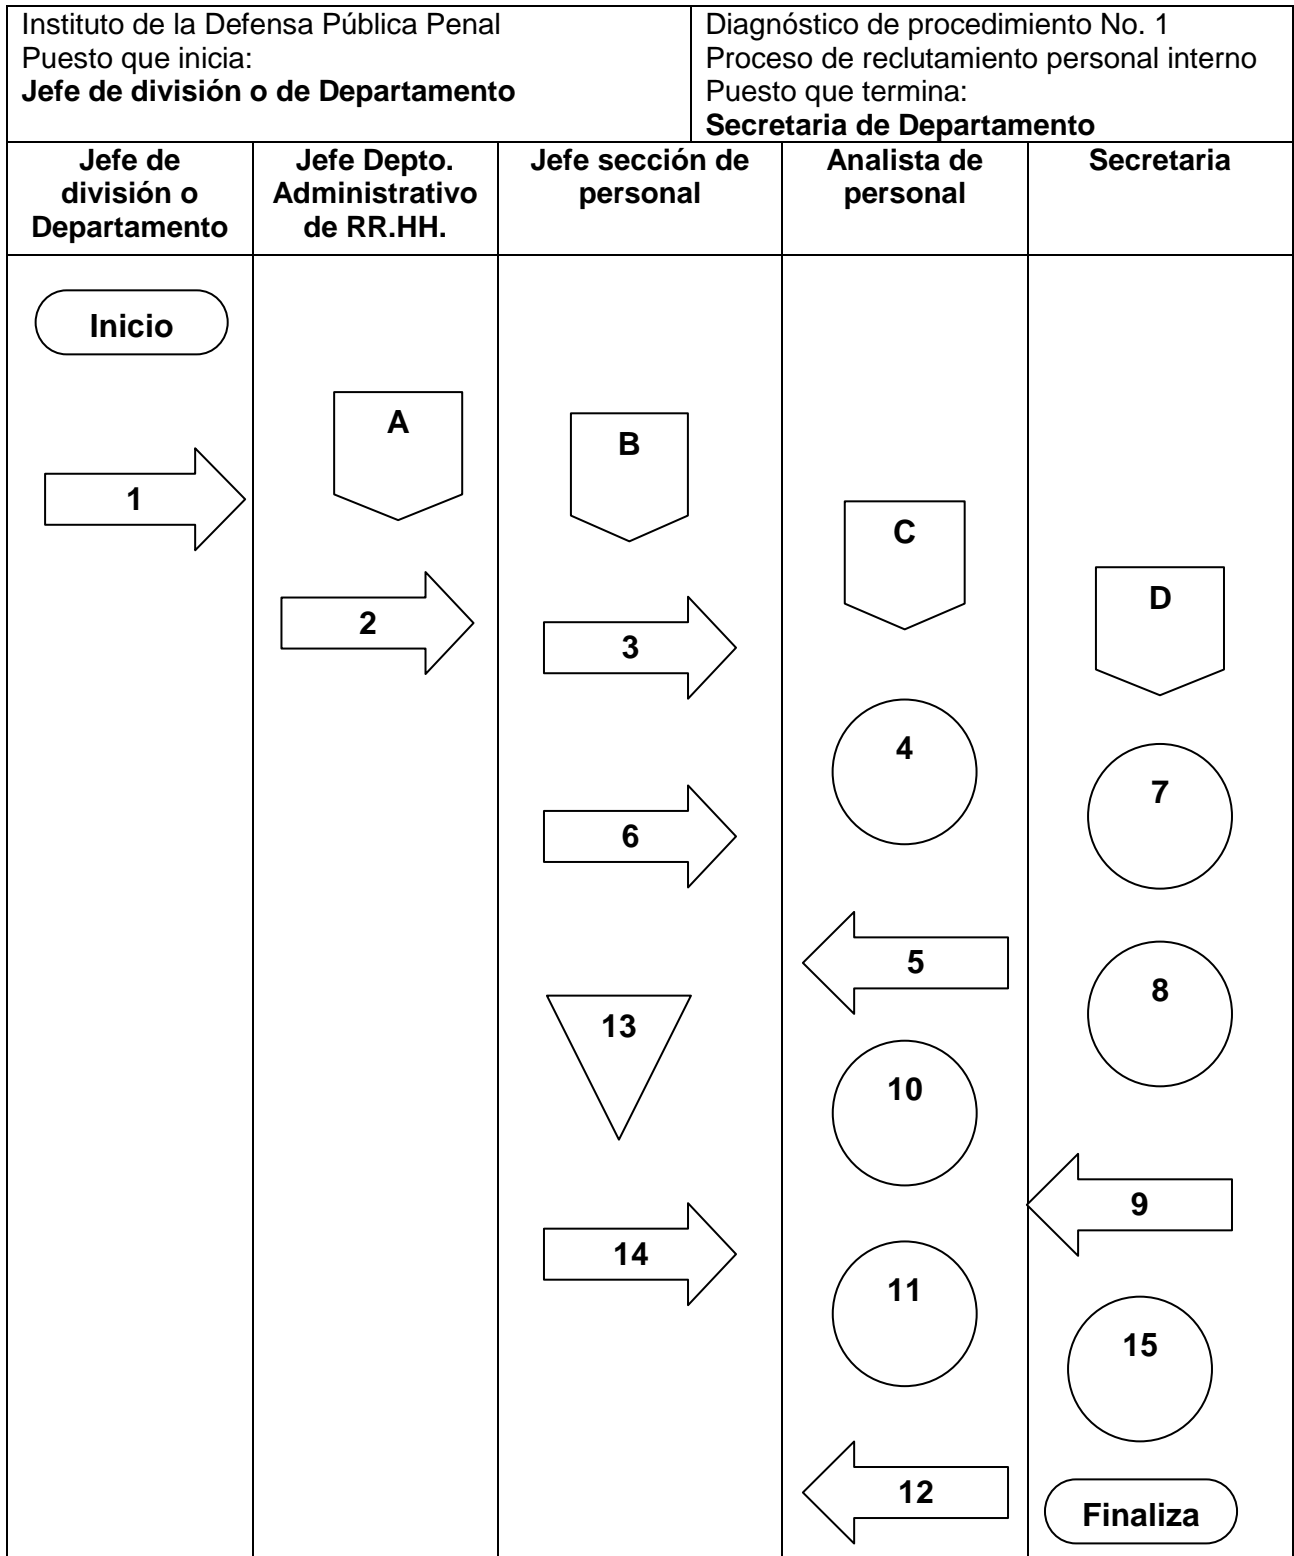 Instituto de la Defensa Pública Penal
Puesto que inicia:
Jefe de división o de Departamento
Diagnóstico de procedimiento No. 1
Proceso de reclutamiento personal interno
Puesto que termina:
Secretaria de Departamento
Jefe de
división o
Departamento
Jefe Depto.
Administrativo
de RR.HH.
Jefe sección de
personal
Analista de
personal
Secretaria
Inicio
1
A
2
B
3
6
13
14
C
4
5
10
11
12
D
7
8
9
15
Finaliza